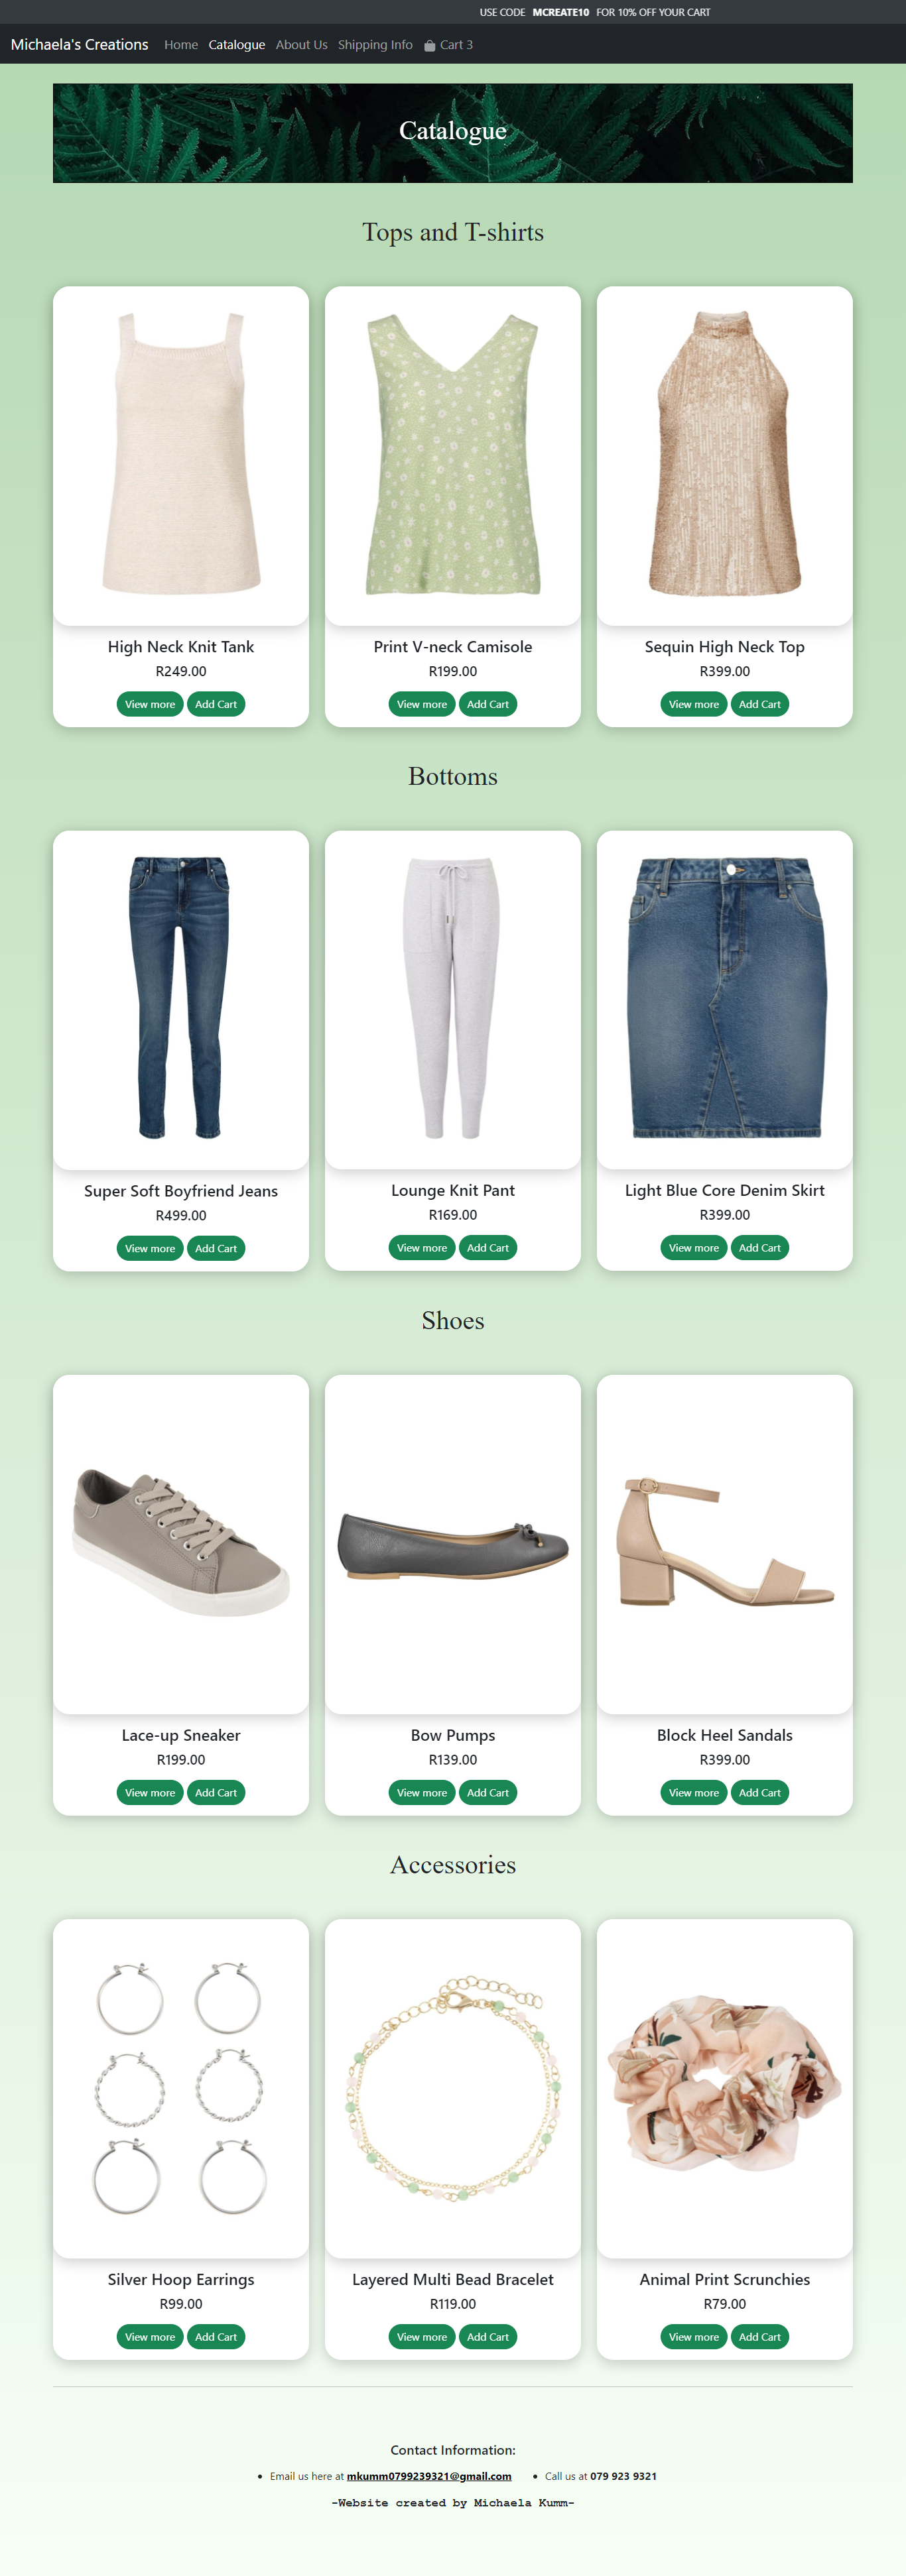 USE CODE MCREATE10 FOR 10% OFF YOUR CART
Michaela's Creations Home Catalogue About Us Shipping Info Cart 3
Catalogue
Tops and T-shirts
High Neck Knit Tank
R249.00
View more Add Cart
Print V-neck Camisole
R199.00
View more Add Cart
Sequin High Neck Top
R399.00
View more Add Cart
Bottoms
Super Soft Boyfriend Jeans
R499.00
View more Add Cart
Lounge Knit Pant
R169.00
View more Add Cart
Light Blue Core Denim Skirt
R399.00
View more Add Cart
Shoes
Lace-up Sneaker
R199.00
View more Add Cart
Bow Pumps
R139.00
View more Add Cart
Block Heel Sandals
R399.00
View more Add Cart
Accessories
Silver Hoop Earrings
R99.00
View more Add Cart
Layered Multi Bead Bracelet
R119.00
View more Add Cart
Animal Print Scrunchies
R79.00
View more Add Cart
Contact Information:
• Email us here at mkumm0799239321@gmail.com • Call us at 079 923 9321
-Website created by Michaela Kumm-